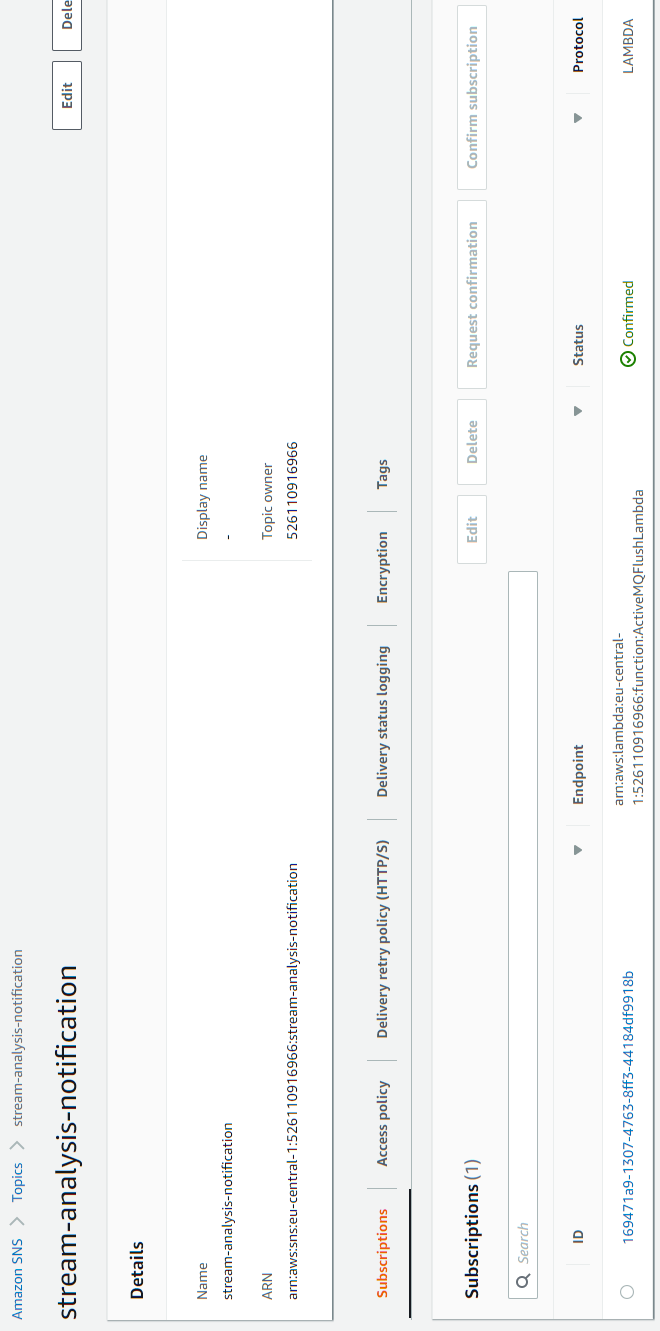 Amazon SNS > Topics > stream-analysis-notification
stream-analysis-notification
Edit Dele
Details
Name
stream-analysis-notification
Display name
-
ARN
arn:aws:sns:eu-central-1:526110916966:stream-analysis-notification
Topic owner
526110916966
Subscriptions Access policy Delivery retry policy (HTTP/S) Delivery status logging Encryption Tags
Subscriptions (1)
Edit Delete Request confirmation Confirm subscription
Search
ID Endpoint Status Protocol
169471a9-1307-4763-8ff3-44184df9918b
arn:aws:lambda:eu-central-
1:526110916966:function:ActiveMQFlushLambda
Confirmed
LAMBDA